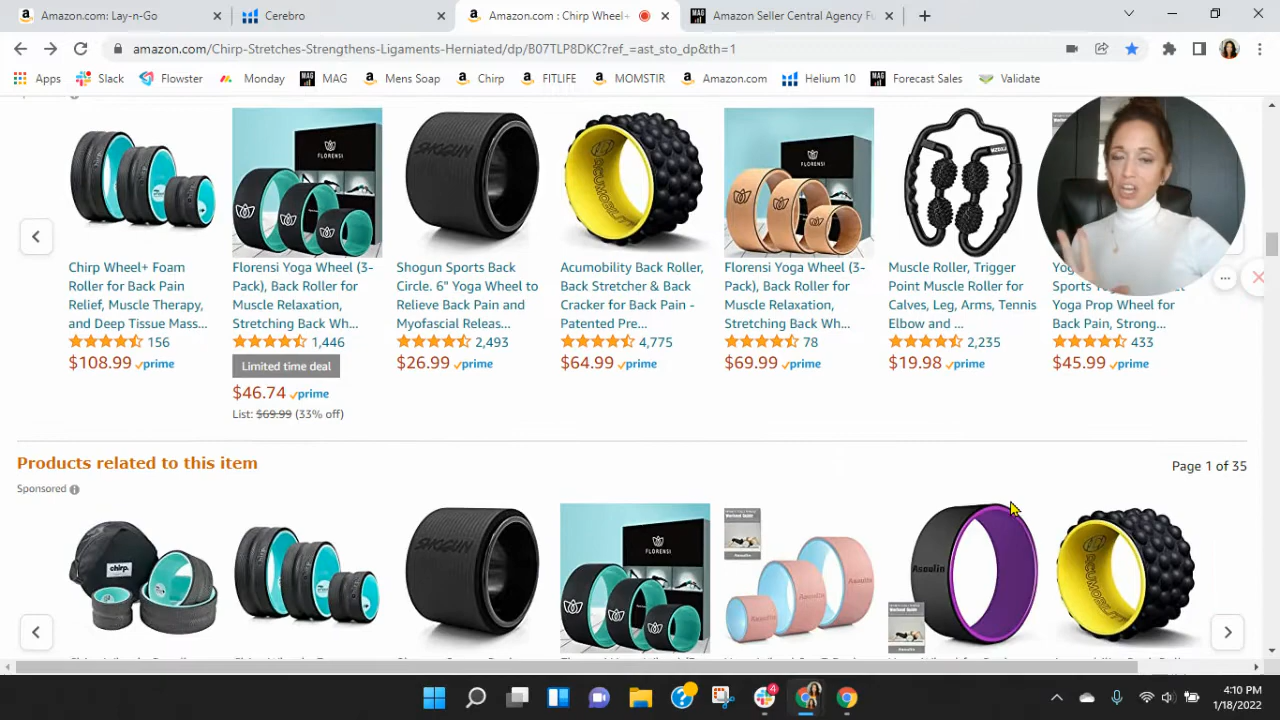 Amazon.com: Lay-n-Go
Cerebro
Amazon.com : Chirp Wheel+
Amazon Seller Central Agency Fu
amazon.com/Chirp-Stretches-Strengthens-Ligaments-Herniated/dp/B07TLP8DKC?ref_=ast_sto_dp&th=1
Apps Slack Flowster Monday MAG Mens Soap Chirp FITLIFE MOMSTIR Amazon.com Helium 10 Forecast Sales Validate
Chirp Wheel+ Foam
Roller for Back Pain
Relief, Muscle Therapy,
and Deep Tissue Mass...
156
$108.99 prime
FLORENSI
Florensi Yoga Wheel (3-
Pack), Back Roller for
Muscle Relaxation,
Stretching Back Wh...
1,446
Limited time deal
$46.74 prime
List: $69.99 (33% off)
SHOGUN
Shogun Sports Back
Circle. 6" Yoga Wheel to
Relieve Back Pain and
Myofascial Releas...
2,493
$26.99 prime
ACUMOBILITY
Acumobility Back Roller,
Back Stretcher & Back
Cracker for Back Pain -
Patented Pre...
4,775
$64.99 prime
FLORENSI
Florensi Yoga Wheel (3-
Pack), Back Roller for
Muscle Relaxation,
Stretching Back Wh...
78
$69.99 prime
Muscle Roller, Trigger
Point Muscle Roller for
Calves, Leg, Arms, Tennis
Elbow and ...
2,235
$19.98 prime
Yoga Prop Wheel for
Back Pain, Strong...
433
$45.99 prime
Products related to this item
Page 1 of 35
Sponsored
chirp.
SHOGUN
FLORENSI
4
4:10 PM
1/18/2022